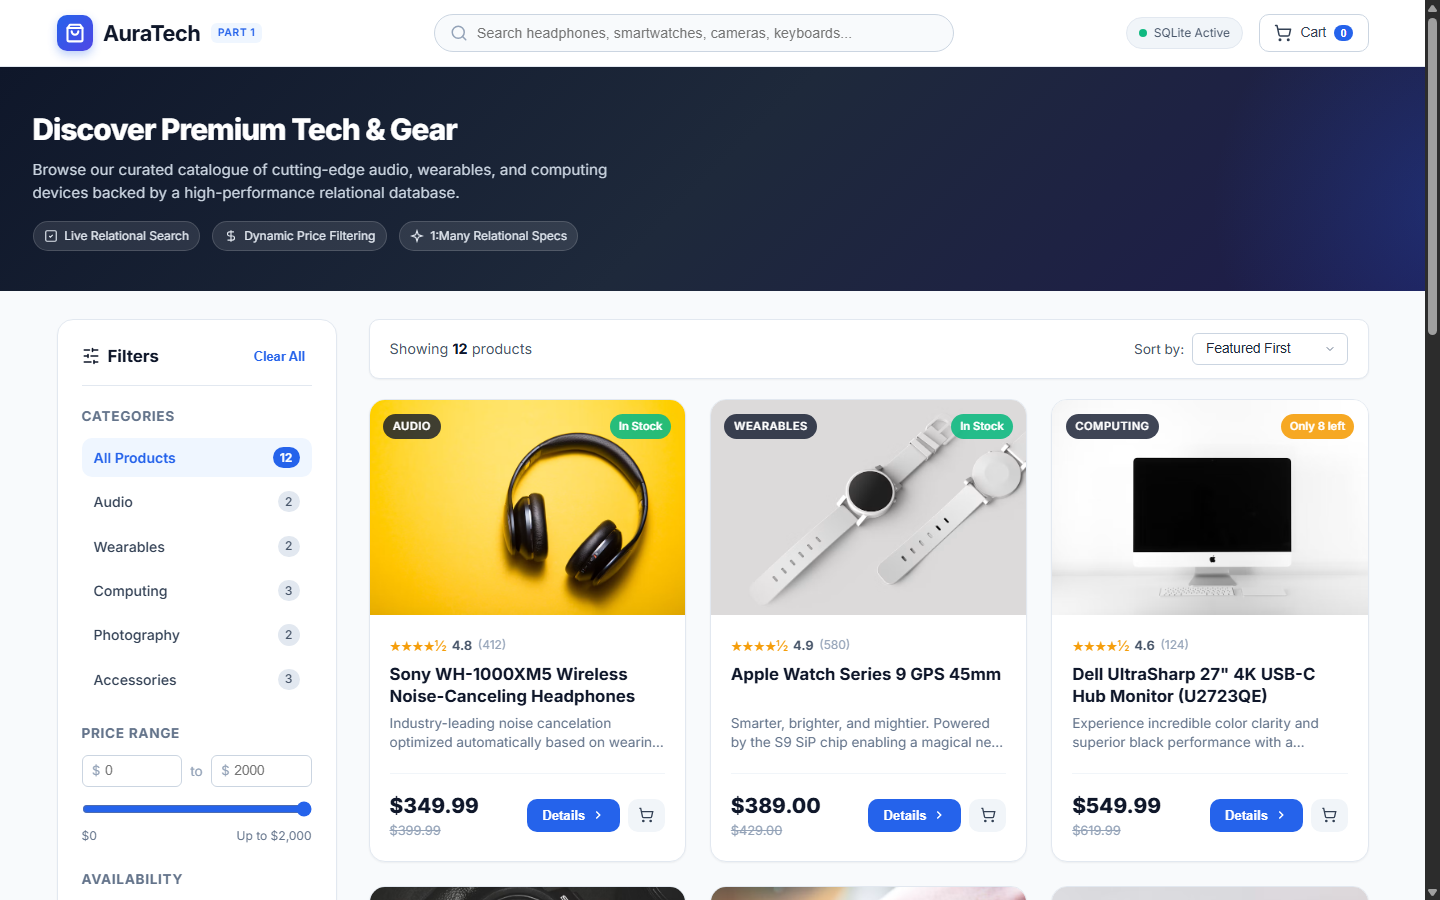 AuraTech PART 1
Search headphones, smartwatches, cameras, keyboards...
SQLite Active
Cart 0
Discover Premium Tech & Gear
Browse our curated catalogue of cutting-edge audio, wearables, and computing
devices backed by a high-performance relational database.
Live Relational Search
Dynamic Price Filtering
1:Many Relational Specs
Filters
Clear All
CATEGORIES
All Products 12
Audio 2
Wearables 2
Computing 3
Photography 2
Accessories 3
PRICE RANGE
$ 0 to $ 2000
$0 Up to $2,000
AVAILABILITY
Showing 12 products
Sort by: Featured First
AUDIO
In Stock
★★★★½ 4.8 (412)
Sony WH-1000XM5 Wireless
Noise-Canceling Headphones
Industry-leading noise cancelation
optimized automatically based on wearin...
$349.99
$399.99
Details
WEARABLES
In Stock
★★★★½ 4.9 (580)
Apple Watch Series 9 GPS 45mm
Smarter, brighter, and mightier. Powered
by the S9 SiP chip enabling a magical ne...
$389.00
$429.00
Details
COMPUTING
Only 8 left
★★★★½ 4.6 (124)
Dell UltraSharp 27" 4K USB-C
Hub Monitor (U2723QE)
Experience incredible color clarity and
superior black performance with a...
$549.99
$619.99
Details